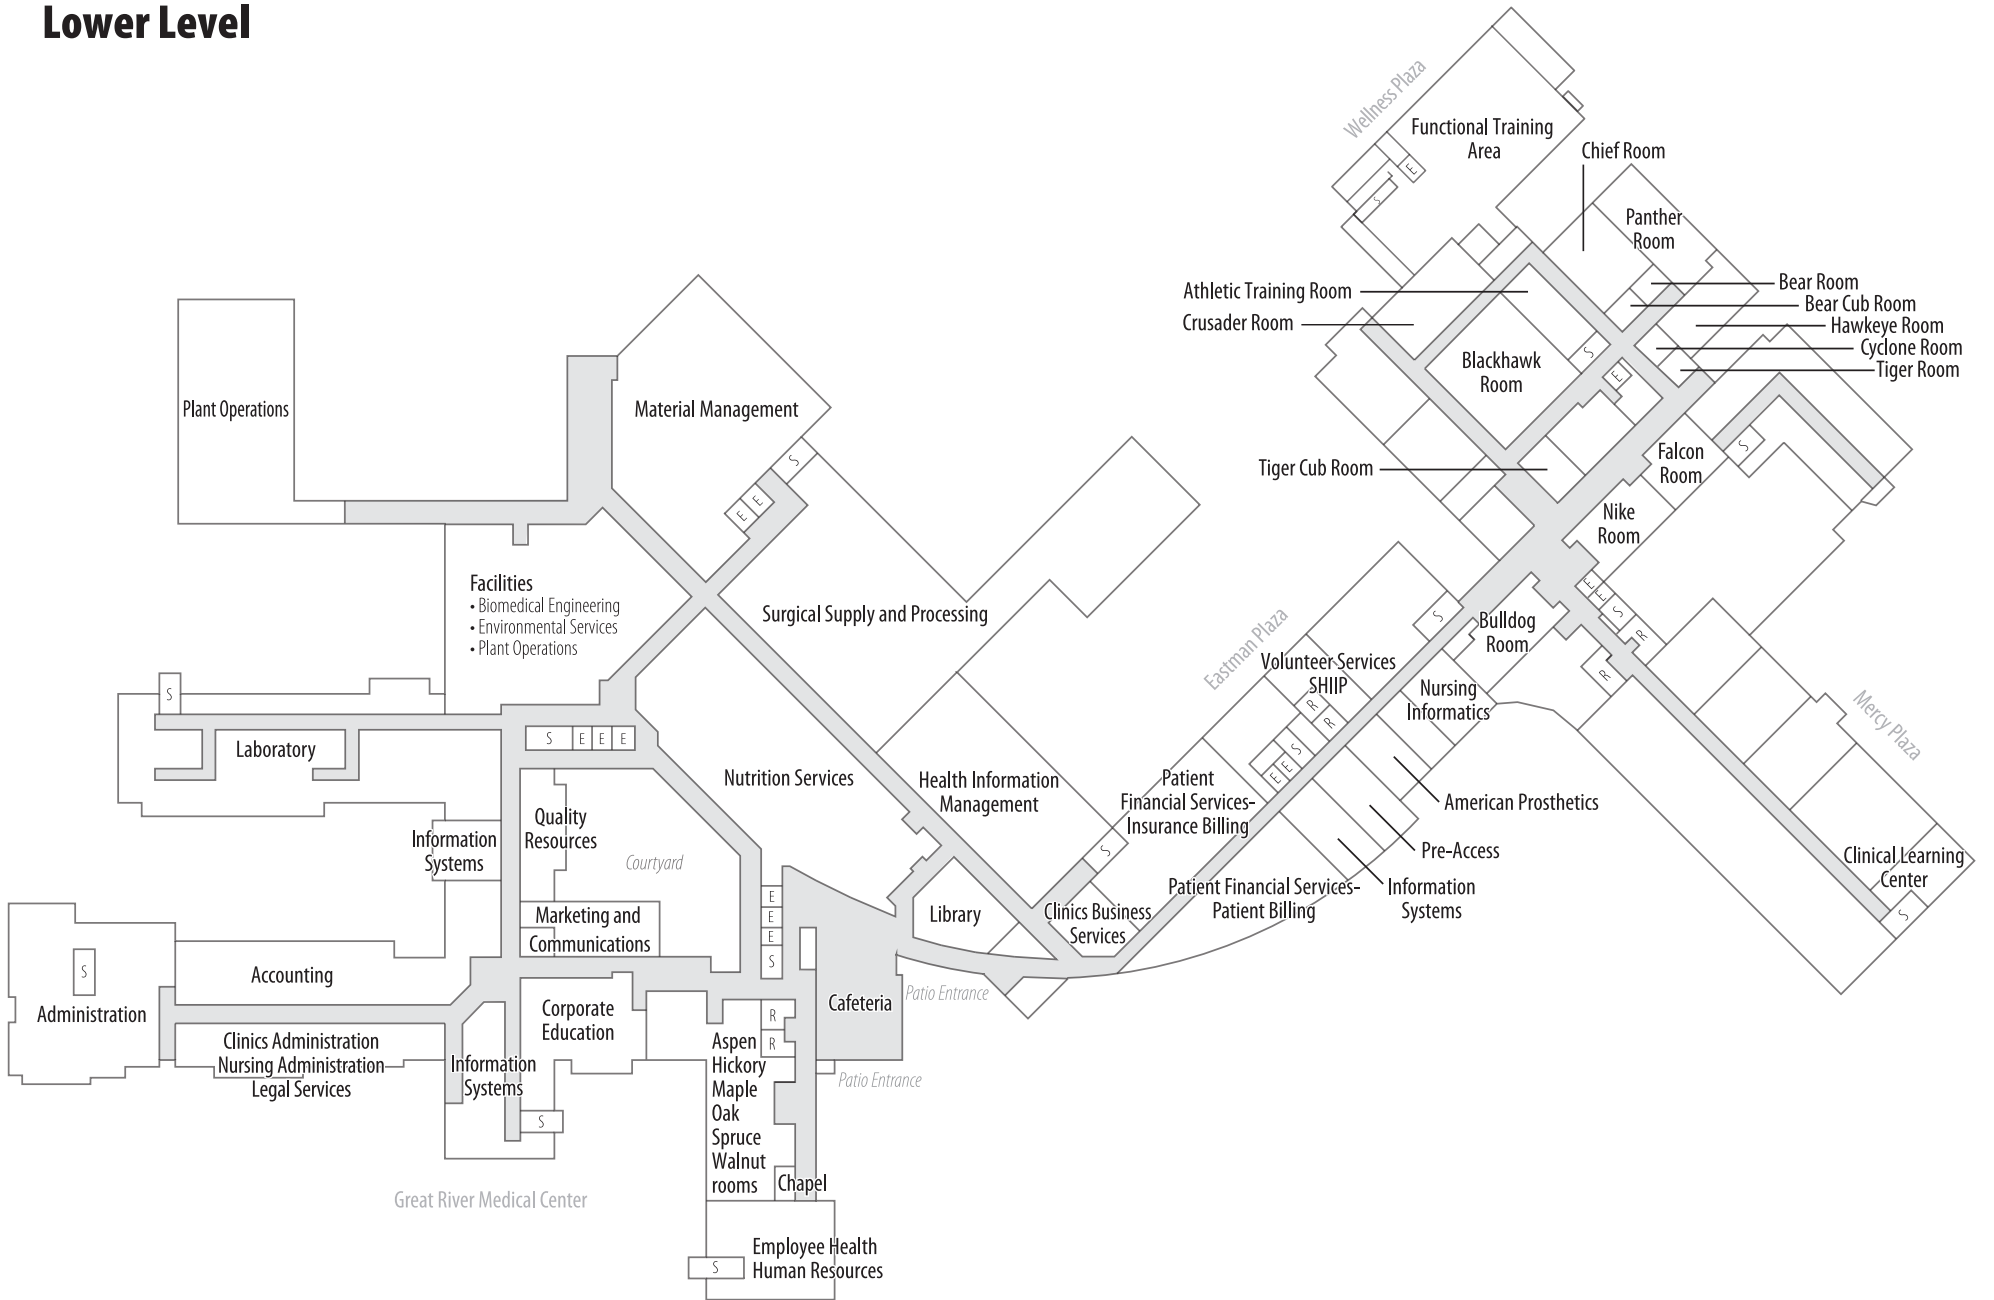 Lower Level
Wellness Plaza
Functional Training
Area
E
S
Chief Room
Panther
Room
Athletic Training Room
Crusader Room
Bear Room
Bear Cub Room
Hawkeye Room
Cyclone Room
Tiger Room
Blackhawk
Room
S
E
Tiger Cub Room
Falcon
Room
S
Nike
Room
Plant Operations
Material Management
S
E
E
Facilities
• Biomedical Engineering
• Environmental Services
• Plant Operations
Surgical Supply and Processing
E
E
S
R
R
Bulldog
Room
S
Eastman Plaza
Volunteer Services
SHIIP
R
R
S
E
E
Nursing
Informatics
Mercy Plaza
S
Laboratory
S
E
E
E
Nutrition Services
Health Information
Management
Patient
Financial Services-
Insurance Billing
American Prosthetics
Pre-Access
Information
Systems
Patient Financial Services-
Patient Billing
Clinical Learning
Center
S
Quality
Resources
Information
Systems
Courtyard
S
E
E
E
S
Marketing and
Communications
Library
Clinics Business
Services
Accounting
S
Administration
Corporate
Education
Cafeteria
Patio Entrance
R
R
Clinics Administration
Nursing Administration
Legal Services
Information
Systems
S
Aspen
Hickory
Maple
Oak
Spruce
Walnut
rooms
Patio Entrance
Chapel
Great River Medical Center
Employee Health
Human Resources
S